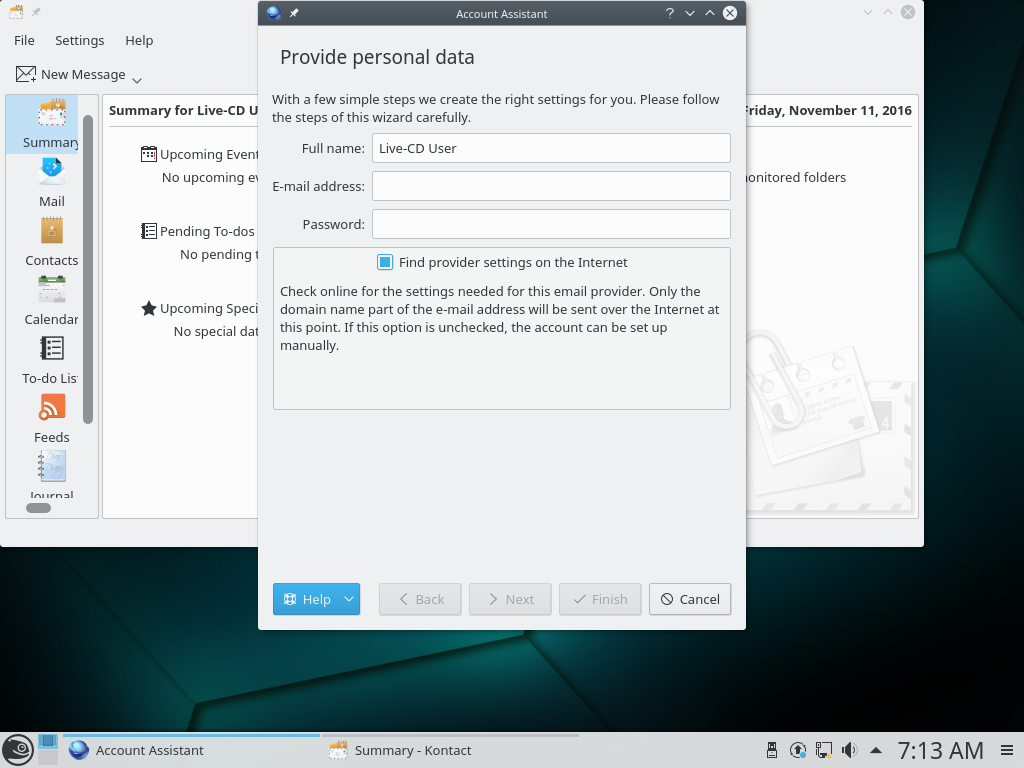 Account Assistant
File Settings Help
New Message
Summary
Mail
Contacts
Calendar
To-do Lis
Feeds
Journal
Summary for Live-CD U
riday, November 11, 2016
Upcoming Event
No upcoming ev
onitored folders
Pending To-dos
No pending t
Upcoming Speci
No special dat
Provide personal data
With a few simple steps we create the right settings for you. Please follow
the steps of this wizard carefully.
Full name: Live-CD User
E-mail address:
Password:
Find provider settings on the Internet
Check online for the settings needed for this email provider. Only the
domain name part of the e-mail address will be sent over the Internet at
this point. If this option is unchecked, the account can be set up
manually.
Help Back Next Finish Cancel
Account Assistant Summary - Kontact 7:13 AM